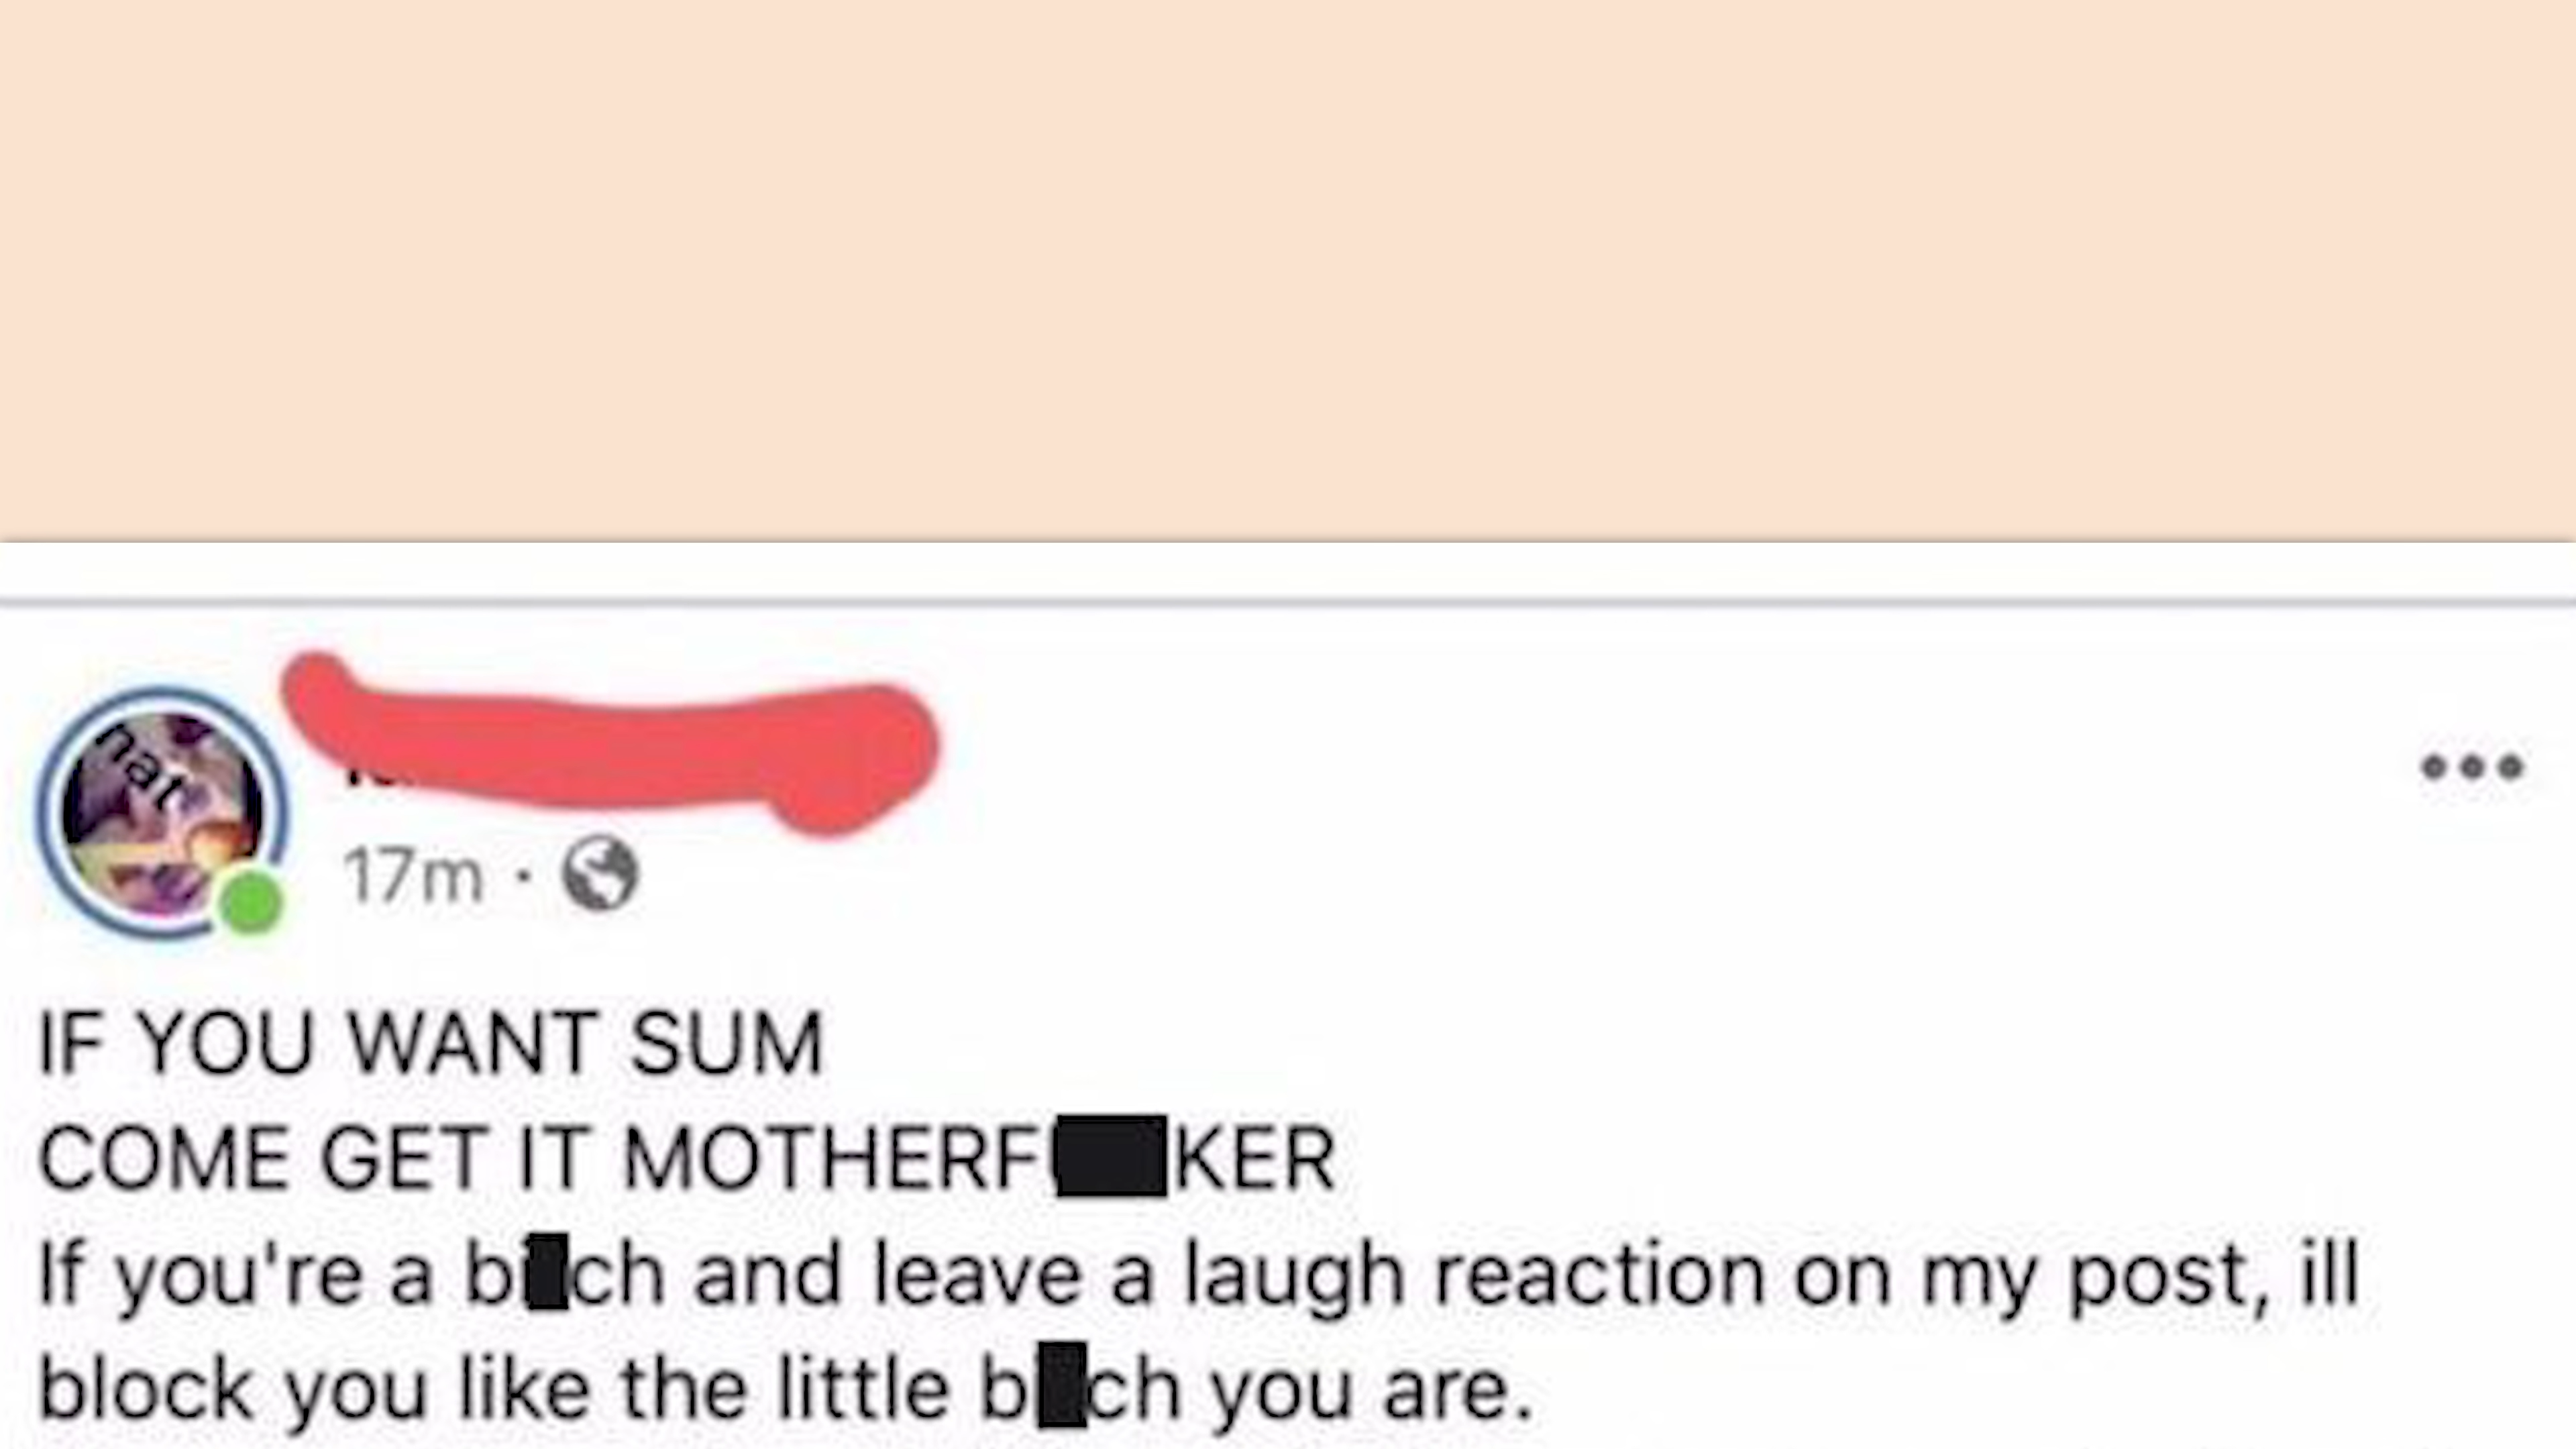 nat
17m ·
IF YOU WANT SUM
COME GET IT MOTHERF██KER
If you're a bi█ch and leave a laugh reaction on my post, ill
block you like the little b█ch you are.